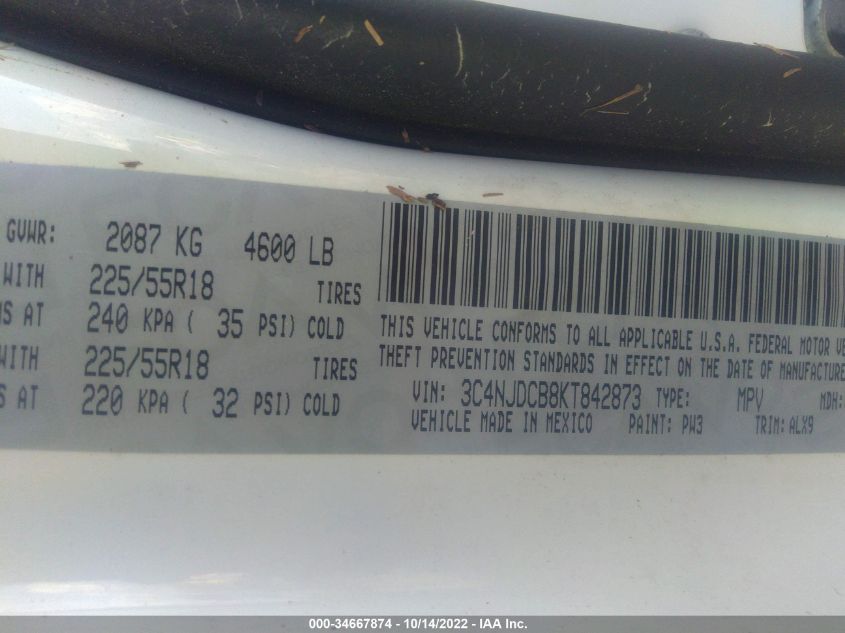 GVWR: 2087 KG 4600 LB
WITH 225/55R18 TIRES
AT 240 KPA ( 35 PSI) COLD
WITH 225/55R18 TIRES
AT 220 KPA ( 32 PSI) COLD
THIS VEHICLE CONFORMS TO ALL APPLICABLE U.S.A. FEDERAL MOTOR
THEFT PREVENTION STANDARDS IN EFFECT ON THE DATE OF MANUFACTURE
VIN: 3C4NJDCB8KT842873 TYPE: MPV MDH:
VEHICLE MADE IN MEXICO PAINT: PW3 TRIM: ALX9
000-34667874 / 10/14/2022 - IAA Inc.